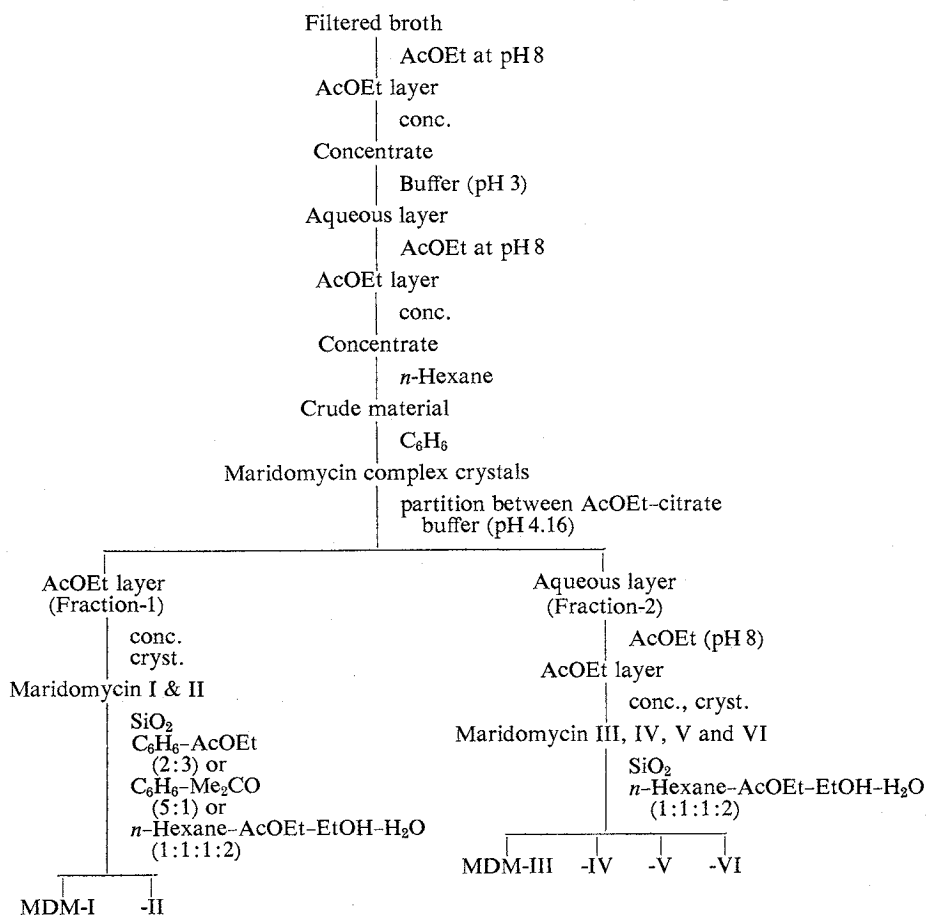 Filtered broth
AcOEt at pH 8
AcOEt layer
conc.
Concentrate
Buffer (pH 3)
Aqueous layer
AcOEt at pH 8
AcOEt layer
conc.
Concentrate
n-Hexane
Crude material
C₆H₆
Maridomycin complex crystals
partition between AcOEt–citrate
buffer (pH 4.16)
AcOEt layer
(Fraction-1)
conc.
cryst.
Maridomycin I & II
SiO₂
C₆H₆–AcOEt
(2:3) or
C₆H₆–Me₂CO
(5:1) or
n-Hexane–AcOEt–EtOH–H₂O
(1:1:1:2)
MDM-I -II
Aqueous layer
(Fraction-2)
AcOEt (pH 8)
AcOEt layer
conc., cryst.
Maridomycin III, IV, V and VI
SiO₂
n-Hexane–AcOEt–EtOH–H₂O
(1:1:1:2)
MDM-III -IV -V -VI